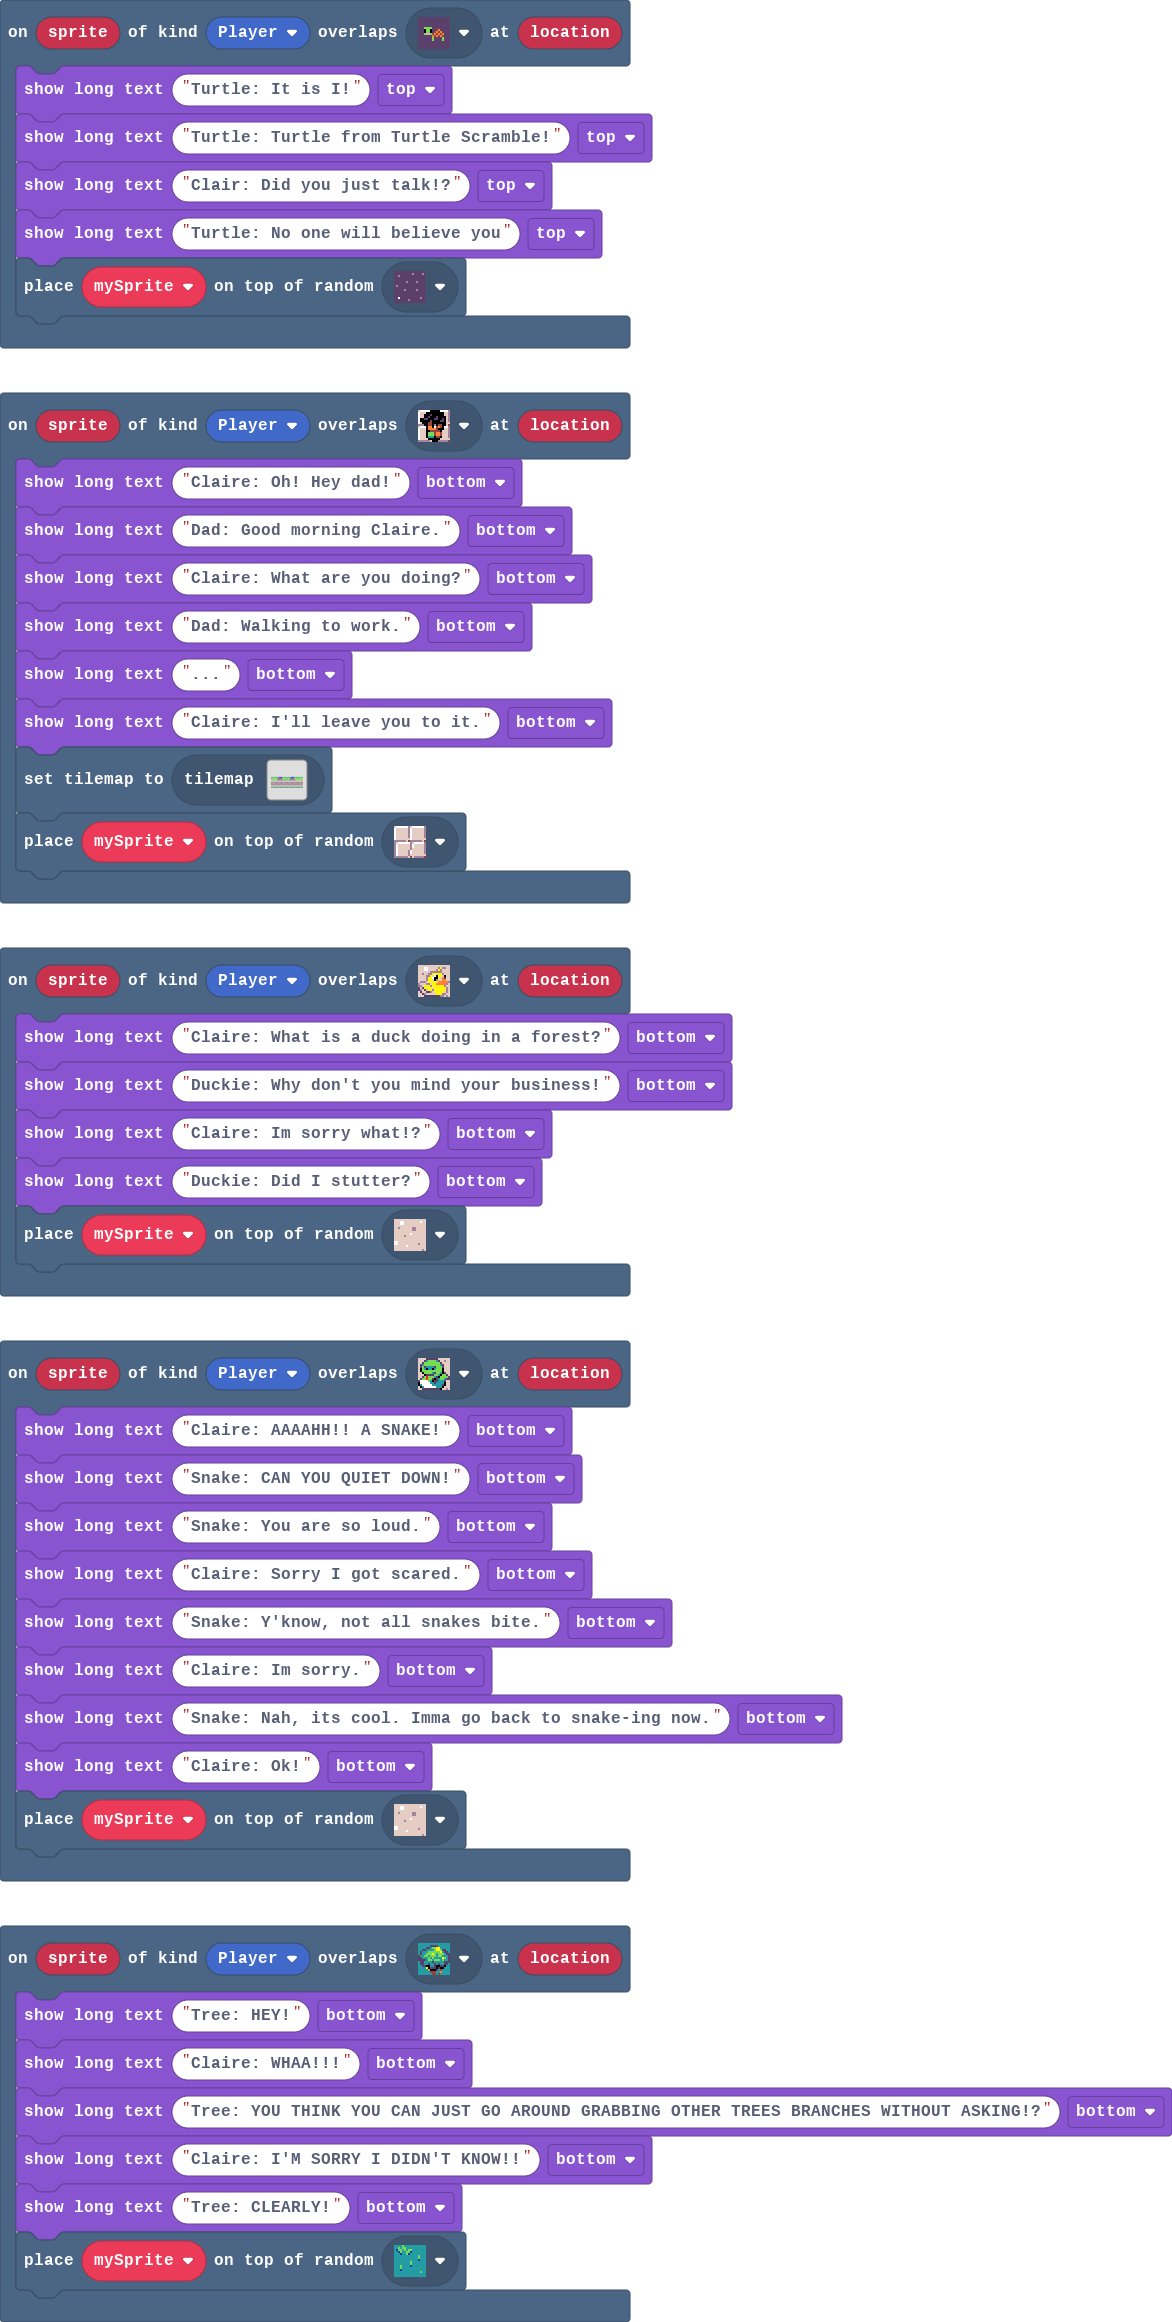 on sprite of kind Player overlaps at location
show long text "Turtle: It is I!" top
show long text "Turtle: Turtle from Turtle Scramble!" top
show long text "Clair: Did you just talk!?" top
show long text "Turtle: No one will believe you" top
place mySprite on top of random
on sprite of kind Player overlaps at location
show long text "Claire: Oh! Hey dad!" bottom
show long text "Dad: Good morning Claire." bottom
show long text "Claire: What are you doing?" bottom
show long text "Dad: Walking to work." bottom
show long text "..." bottom
show long text "Claire: I'll leave you to it." bottom
set tilemap to tilemap
place mySprite on top of random
on sprite of kind Player overlaps at location
show long text "Claire: What is a duck doing in a forest?" bottom
show long text "Duckie: Why don't you mind your business!" bottom
show long text "Claire: Im sorry what!?" bottom
show long text "Duckie: Did I stutter?" bottom
place mySprite on top of random
on sprite of kind Player overlaps at location
show long text "Claire: AAAAHH!! A SNAKE!" bottom
show long text "Snake: CAN YOU QUIET DOWN!" bottom
show long text "Snake: You are so loud." bottom
show long text "Claire: Sorry I got scared." bottom
show long text "Snake: Y'know, not all snakes bite." bottom
show long text "Claire: Im sorry." bottom
show long text "Snake: Nah, its cool. Imma go back to snake-ing now." bottom
show long text "Claire: Ok!" bottom
place mySprite on top of random
on sprite of kind Player overlaps at location
show long text "Tree: HEY!" bottom
show long text "Claire: WHAA!!!" bottom
show long text "Tree: YOU THINK YOU CAN JUST GO AROUND GRABBING OTHER TREES BRANCHES WITHOUT ASKING!?" bottom
show long text "Claire: I'M SORRY I DIDN'T KNOW!!" bottom
show long text "Tree: CLEARLY!" bottom
place mySprite on top of random